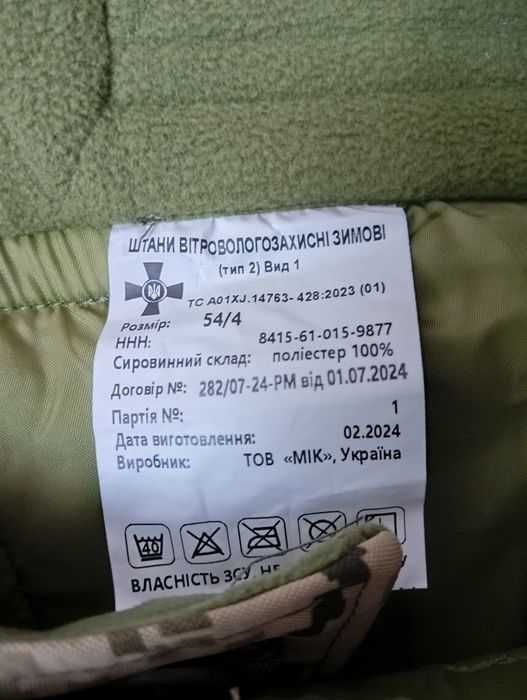 ШТАНИ ВІТРОВОЛОГОЗАХИСНІ ЗИМОВІ
(тип 2) Вид 1
ТС А01XJ.14763- 428:2023 (01)
Розмір: 54/4
ННН: 8415-61-015-9877
Сировинний склад: поліестер 100%
Договір №: 282/07-24-РМ від 01.07.2024
Партія №: 1
Дата виготовлення: 02.2024
Виробник: ТОВ «МІК», Україна
40
ВЛАСНІСТЬ ЗСУ. НЕ